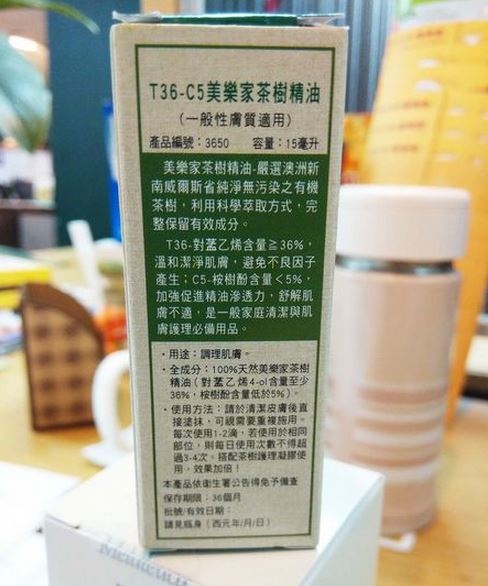 T36-C5美樂家茶樹精油
(一般性膚質適用)
產品編號：3650 容量：15毫升
美樂家茶樹精油-嚴選澳洲新
南威爾斯省純淨無污染之有機
茶樹，利用科學萃取方式，完
整保留有效成分。
T36-對蓋乙烯含量≧36%，
溫和潔淨肌膚，避免不良因子
產生；C5-桉樹酚含量<5%，
加強促進精油滲透力，舒解肌
膚不適，是一般家庭清潔與肌
膚護理必備用品。
・用途：調理肌膚。
・全成分：100%天然美樂家茶樹
精油(對蓋乙烯4-ol含量至少
36%，桉樹酚含量低於5%)。
・使用方法：請於清潔皮膚後直
接塗抹，可視需要重複施用。
每次使用1-2滴，若使用於相同
部位，則每日使用次數不得超
過3-4次。搭配茶樹護理凝膠使
用，效果加倍！
本產品依衛生署公告得免予備查
保存期限：36個月
批號/有效日期：
請見瓶身（西元年/月/日）